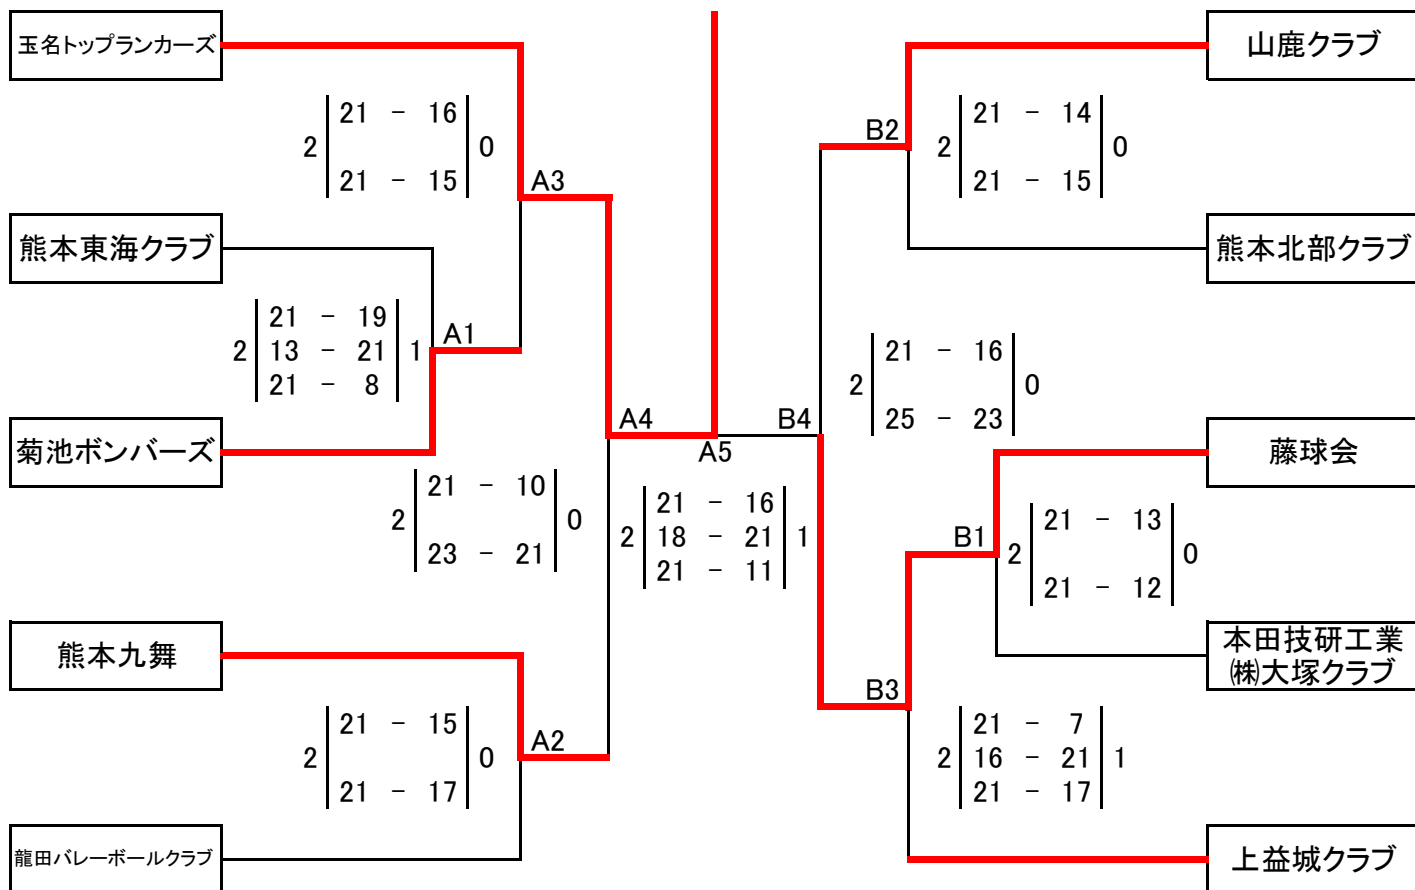 玉名トップランカーズ
21 - 16
2 0
21 - 15
A3
熊本東海クラブ
21 - 19
2 13 - 21 1
21 - 8
A1
菊池ボンバーズ
21 - 10
2 0
23 - 21
A4
熊本九舞
21 - 15
2 0
21 - 17
A2
龍田バレーボールクラブ
A5
21 - 16
2 18 - 21 1
21 - 11
山鹿クラブ
B2
21 - 14
2 0
21 - 15
熊本北部クラブ
B4
21 - 16
2 0
25 - 23
藤球会
B1
21 - 13
2 0
21 - 12
本田技研工業
㈱大塚クラブ
B3
21 - 7
2 16 - 21 1
21 - 17
上益城クラブ